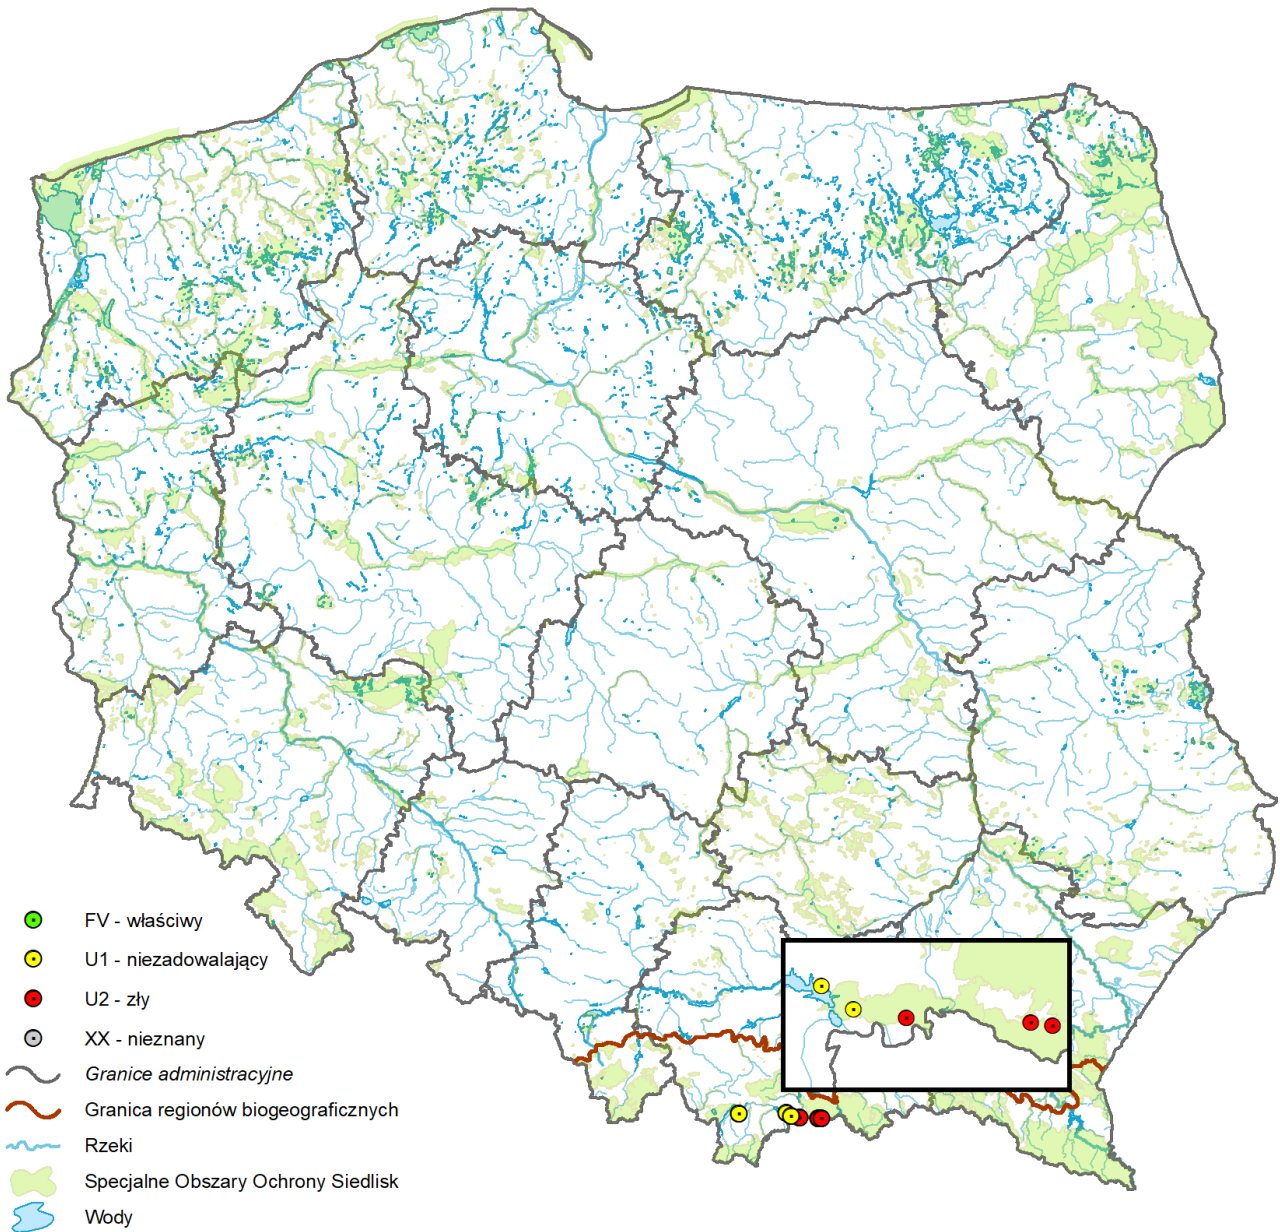 FV - właściwy
U1 - niezadowalający
U2 - zły
XX - nieznany
Granice administracyjne
Granica regionów biogeograficznych
Rzeki
Specjalne Obszary Ochrony Siedlisk
Wody